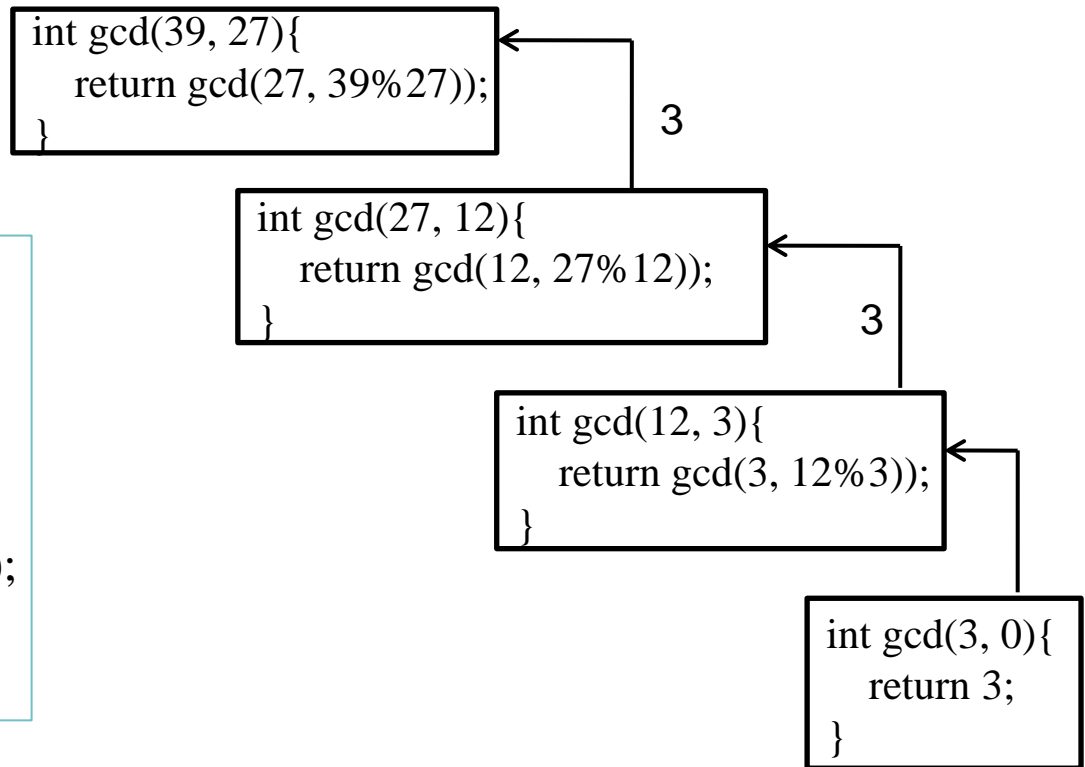 int gcd(39, 27){
return gcd(27, 39%27));
}
3
int gcd(27, 12){
return gcd(12, 27%12));
}
3
int gcd(12, 3){
return gcd(3, 12%3));
}
;
int gcd(3, 0){
return 3;
}